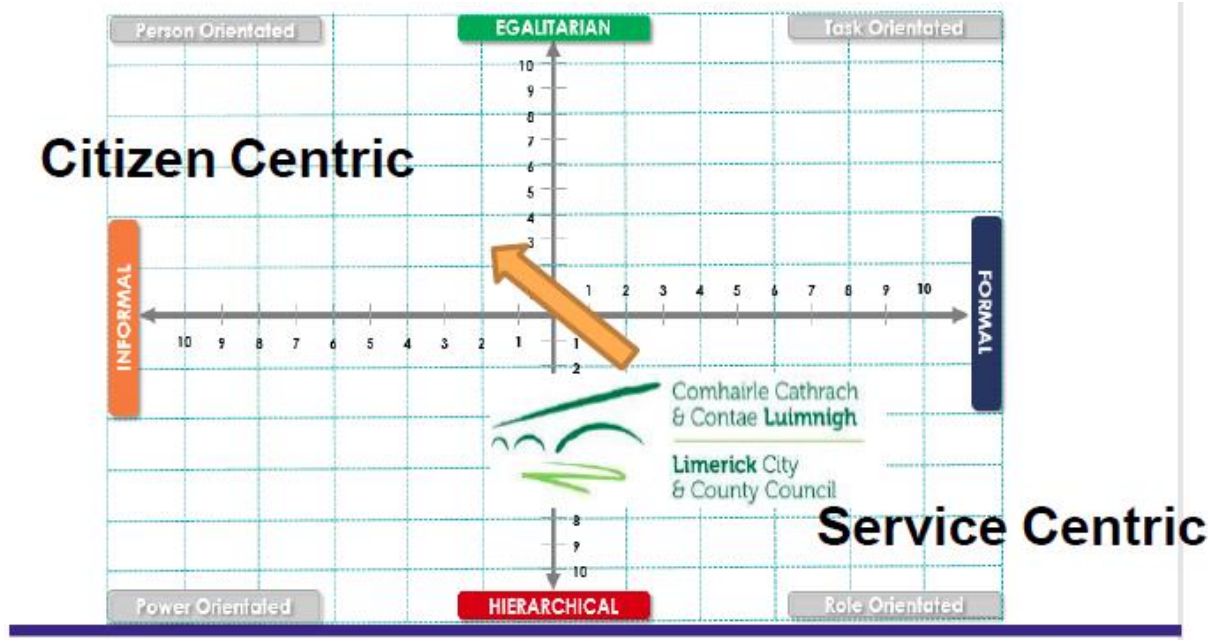 Person Orientated
EGALITARIAN
Task Orientated
10
9
8
7
Citizen Centric
6
5
4
3
INFORMAL
FORMAL
1 2 3 4 5 6 7 8 9 10
10 9 8 7 6 5 4 3 2 1
1
2
Comhairle Cathrach
& Contae Luimnigh
Limerick City
& County Council
8
Service Centric
9
10
Power Orientated
HIERARCHICAL
Role Orientated